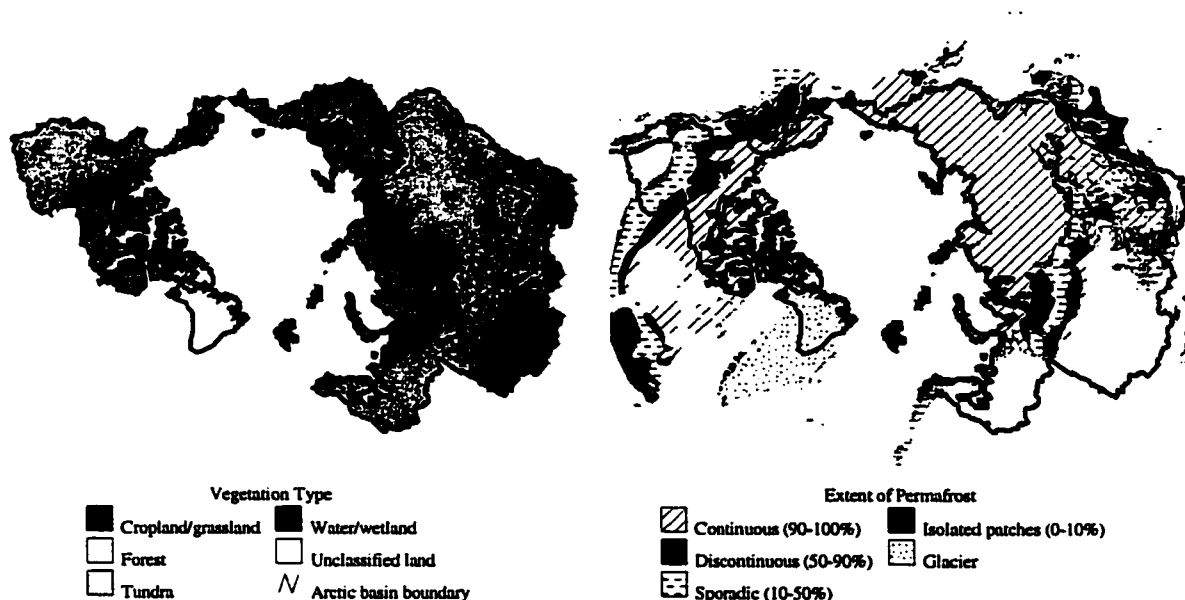 Vegetation Type
Cropland/grassland
Water/wetland
Forest
Unclassified land
Tundra
Arctic basin boundary
Extent of Permafrost
Continuous (90-100%)
Isolated patches (0-10%)
Discontinuous (50-90%)
Glacier
Sporadic (10-50%)